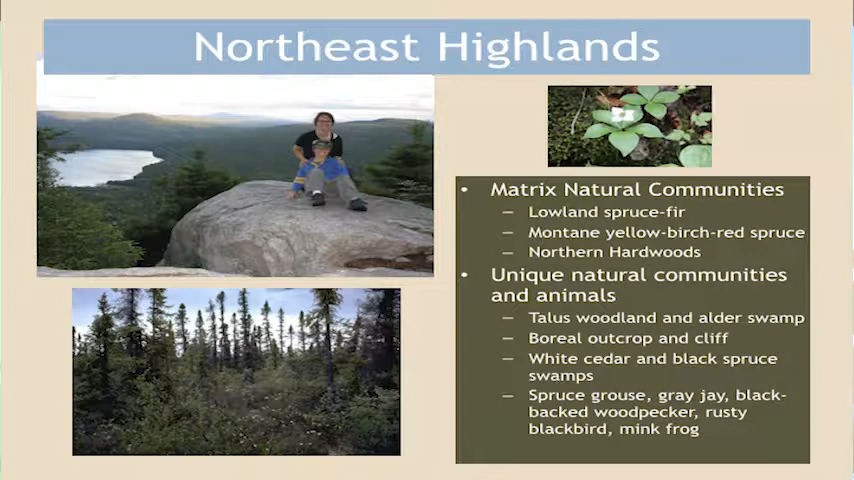 Northeast Highlands
• Matrix Natural Communities
– Lowland spruce-fir
– Montane yellow-birch-red spruce
– Northern Hardwoods
• Unique natural communities
and animals
– Talus woodland and alder swamp
– Boreal outcrop and cliff
– White cedar and black spruce
swamps
– Spruce grouse, gray jay, black-
backed woodpecker, rusty
blackbird, mink frog